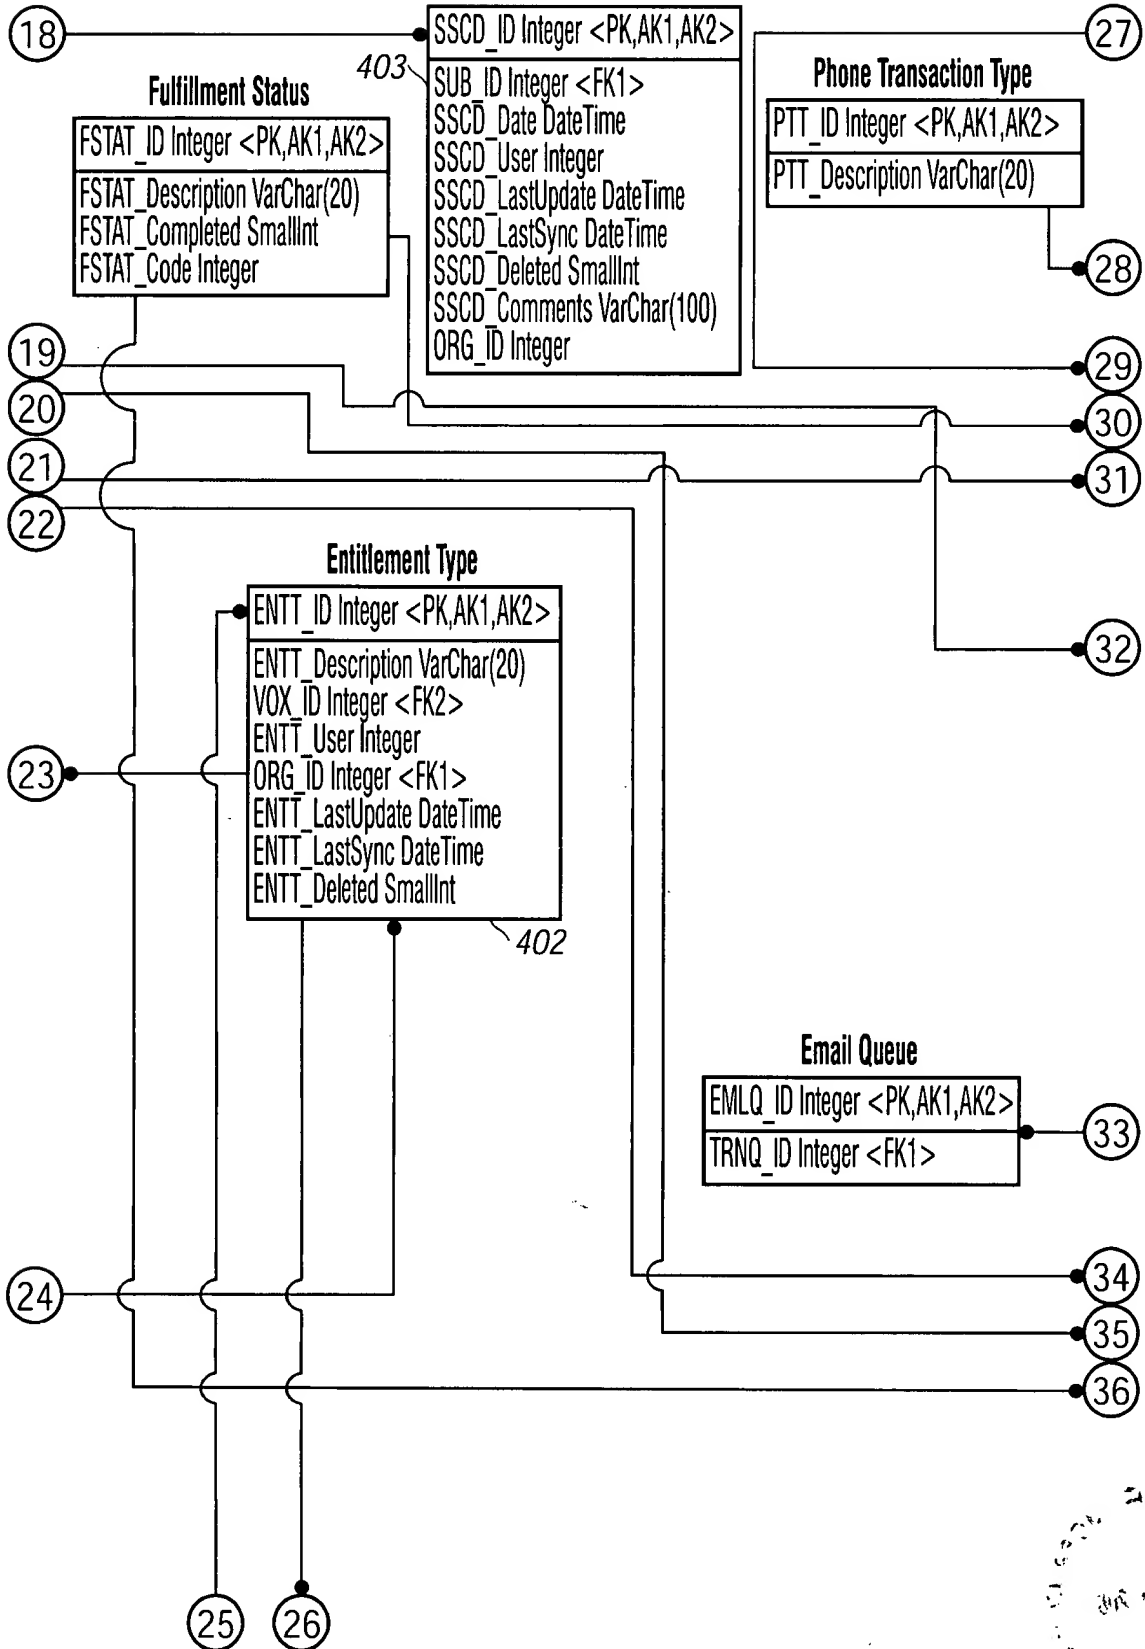 18
SSCD_ID Integer <PK,AK1,AK2>
403
SUB_ID Integer <FK1>
SSCD_Date DateTime
SSCD_User Integer
SSCD_LastUpdate DateTime
SSCD_LastSync DateTime
SSCD_Deleted SmallInt
SSCD_Comments VarChar(100)
ORG_ID Integer
27
Phone Transaction Type
PTT_ID Integer <PK,AK1,AK2>
PTT_Description VarChar(20)
28
Fulfillment Status
FSTAT_ID Integer <PK,AK1,AK2>
FSTAT_Description VarChar(20)
FSTAT_Completed SmallInt
FSTAT_Code Integer
19
20
21
22
29
30
31
32
Entitlement Type
ENTT_ID Integer <PK,AK1,AK2>
ENTT_Description VarChar(20)
VOX_ID Integer <FK2>
ENTT_User Integer
ORG_ID Integer <FK1>
ENTT_LastUpdate DateTime
ENTT_LastSync DateTime
ENTT_Deleted SmallInt
402
23
Email Queue
EMLQ_ID Integer <PK,AK1,AK2>
TRNQ_ID Integer <FK1>
33
24
34
35
36
25
26